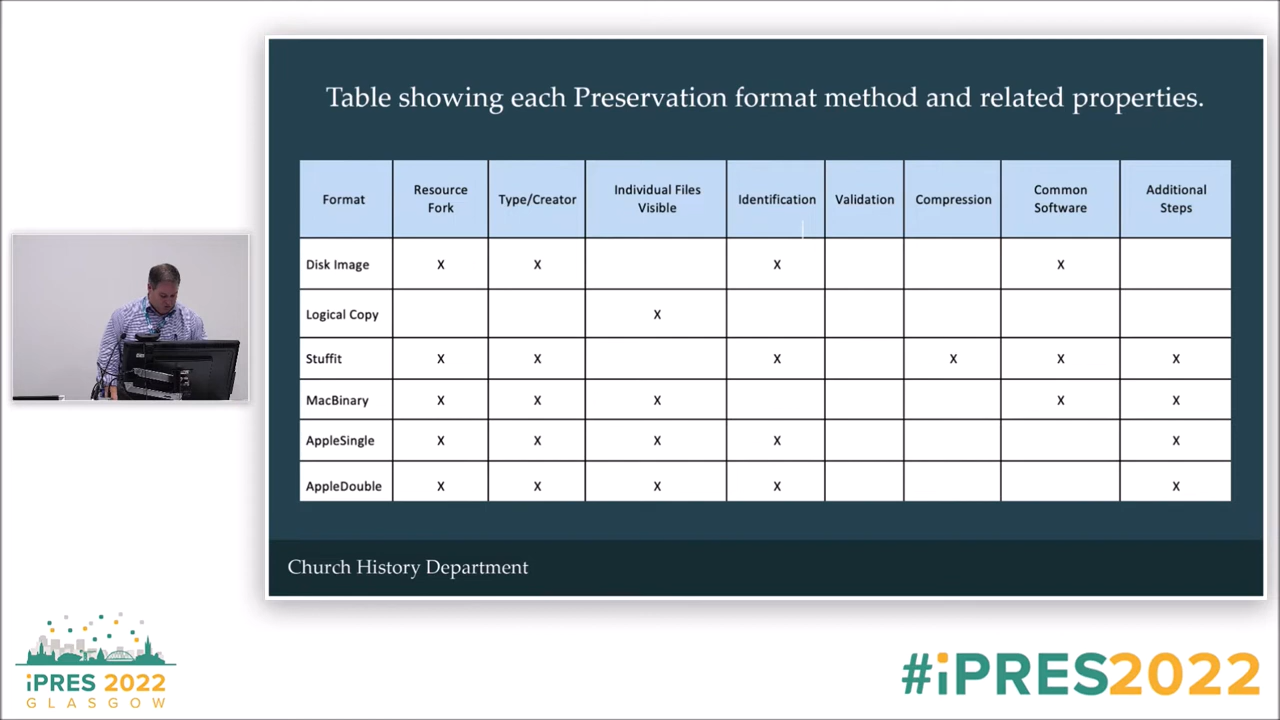 Table showing each Preservation format method and related properties.
Format Resource Fork Type/Creator Individual Files Visible Identification Validation Compression Common Software Additional Steps
Disk Image X X X X
Logical Copy X
Stuffit X X X X X X
MacBinary X X X X X
AppleSingle X X X X X
AppleDouble X X X X X
Church History Department
iPRES 2022
GLASGOW
#iPRES2022